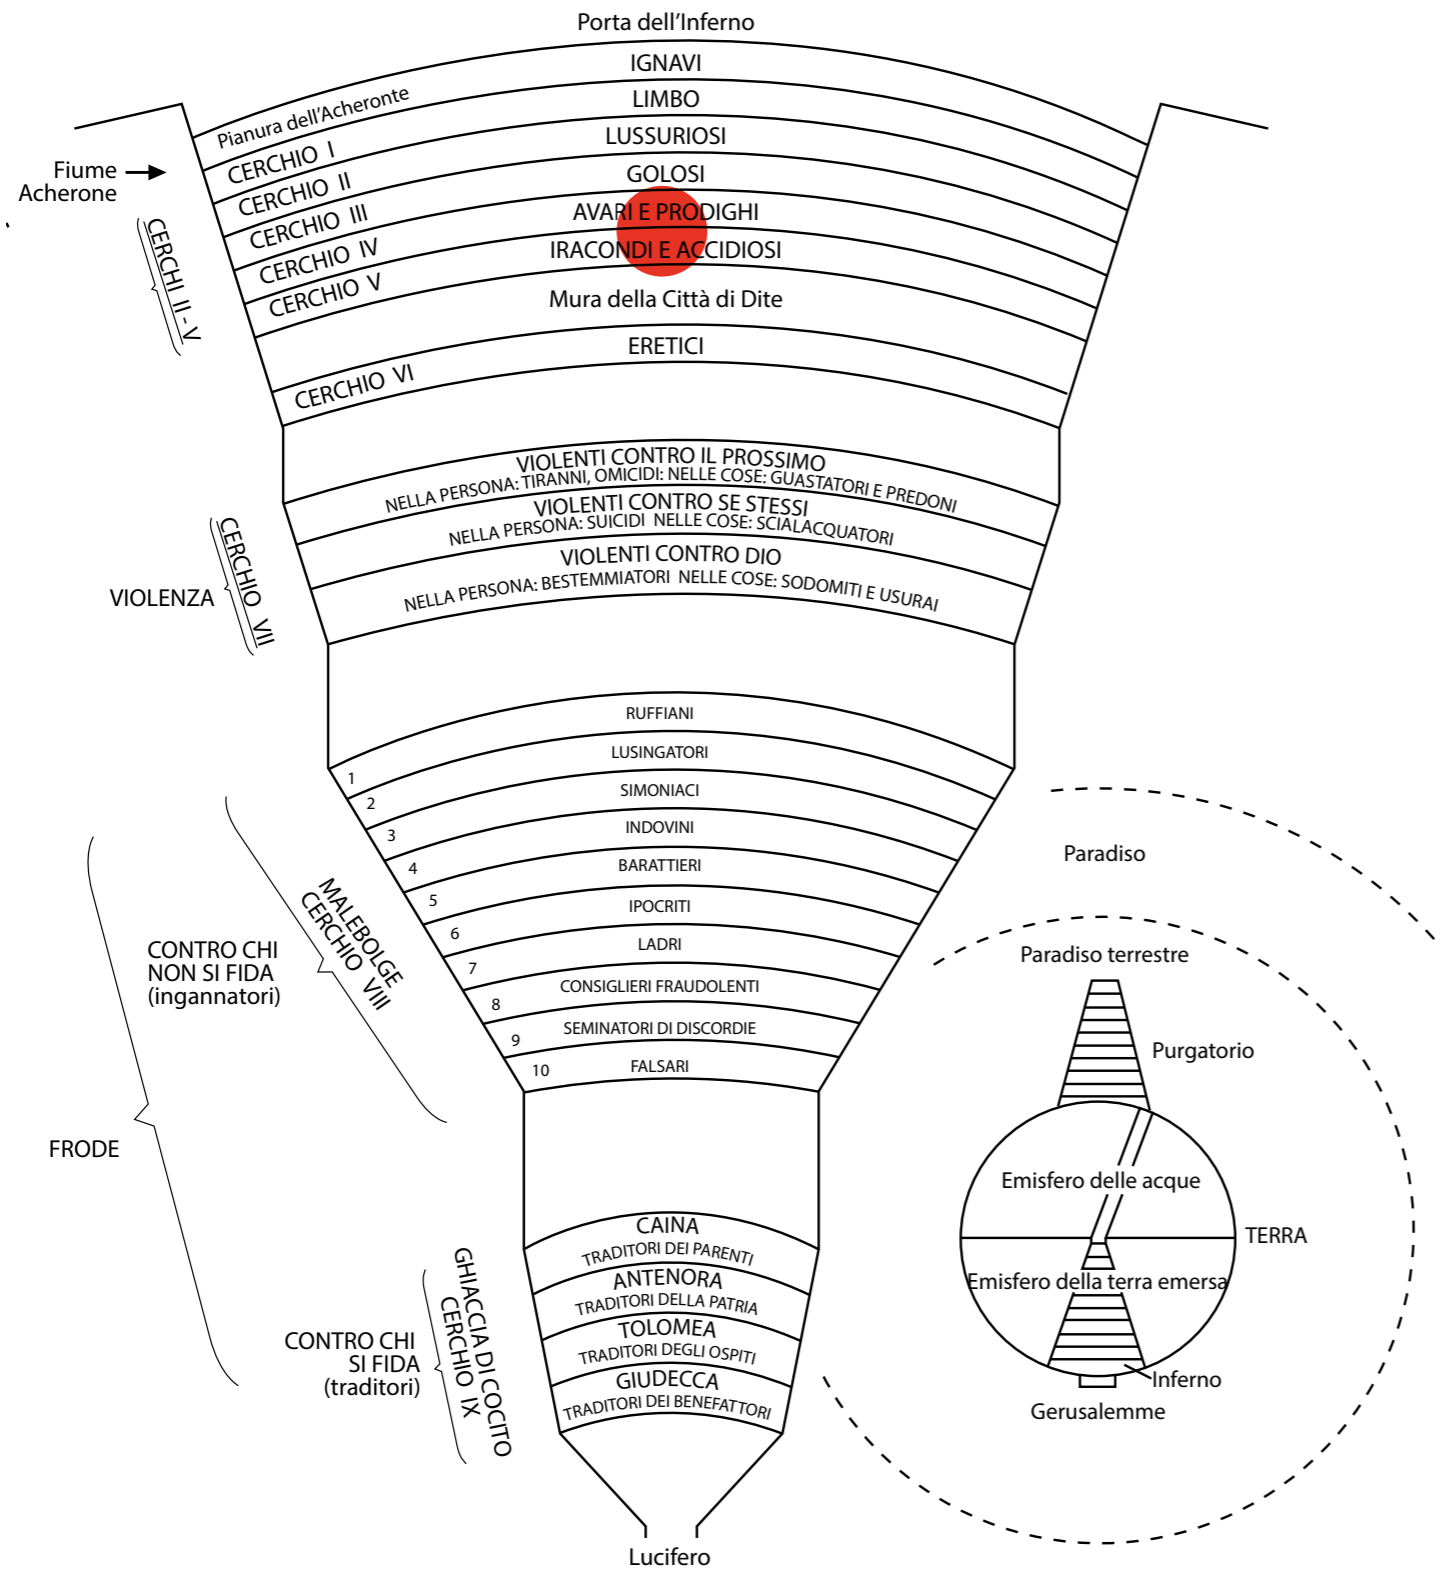 Porta dell'Inferno
IGNAVI
Pianura dell'Acheronte
LIMBO
CERCHIO I
LUSSURIOSI
CERCHIO II
GOLOSI
CERCHIO III
AVARI E PRODIGHI
CERCHIO IV
IRACONDI E ACCIDIOSI
CERCHIO V
Fiume
Acherone
CERCHI II - V
Mura della Città di Dite
ERETICI
CERCHIO VI
VIOLENTI CONTRO IL PROSSIMO
NELLA PERSONA: TIRANNI, OMICIDI: NELLE COSE: GUASTATORI E PREDONI
VIOLENTI CONTRO SE STESSI
NELLA PERSONA: SUICIDI NELLE COSE: SCIALACQUATORI
VIOLENTI CONTRO DIO
NELLA PERSONA: BESTEMMIATORI NELLE COSE: SODOMITI E USURAI
VIOLENZA
CERCHIO VII
RUFFIANI
1
LUSINGATORI
2
SIMONIACI
3
INDOVINI
4
BARATTIERI
5
IPOCRITI
6
LADRI
7
CONSIGLIERI FRAUDOLENTI
8
SEMINATORI DI DISCORDIE
9
FALSARI
10
MALEBOLGE
CERCHIO VIII
CONTRO CHI
NON SI FIDA
(ingannatori)
FRODE
CAINA
TRADITORI DEI PARENTI
ANTENORA
TRADITORI DELLA PATRIA
TOLOMEA
TRADITORI DEGLI OSPITI
GIUDECCA
TRADITORI DEI BENEFATTORI
GHIACCIA DI COCITO
CERCHIO IX
CONTRO CHI
SI FIDA
(traditori)
Lucifero
Paradiso
Paradiso terrestre
Purgatorio
Emisfero delle acque
TERRA
Emisfero della terra emersa
Inferno
Gerusalemme